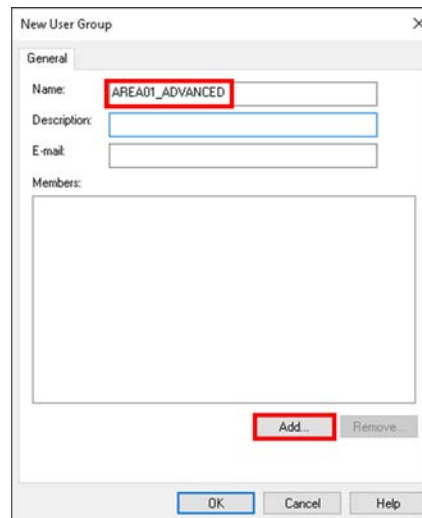 New User Group
General
Name: AREA01_ADVANCED
Description:
E-mail:
Members:
Add... Remove...
OK Cancel Help